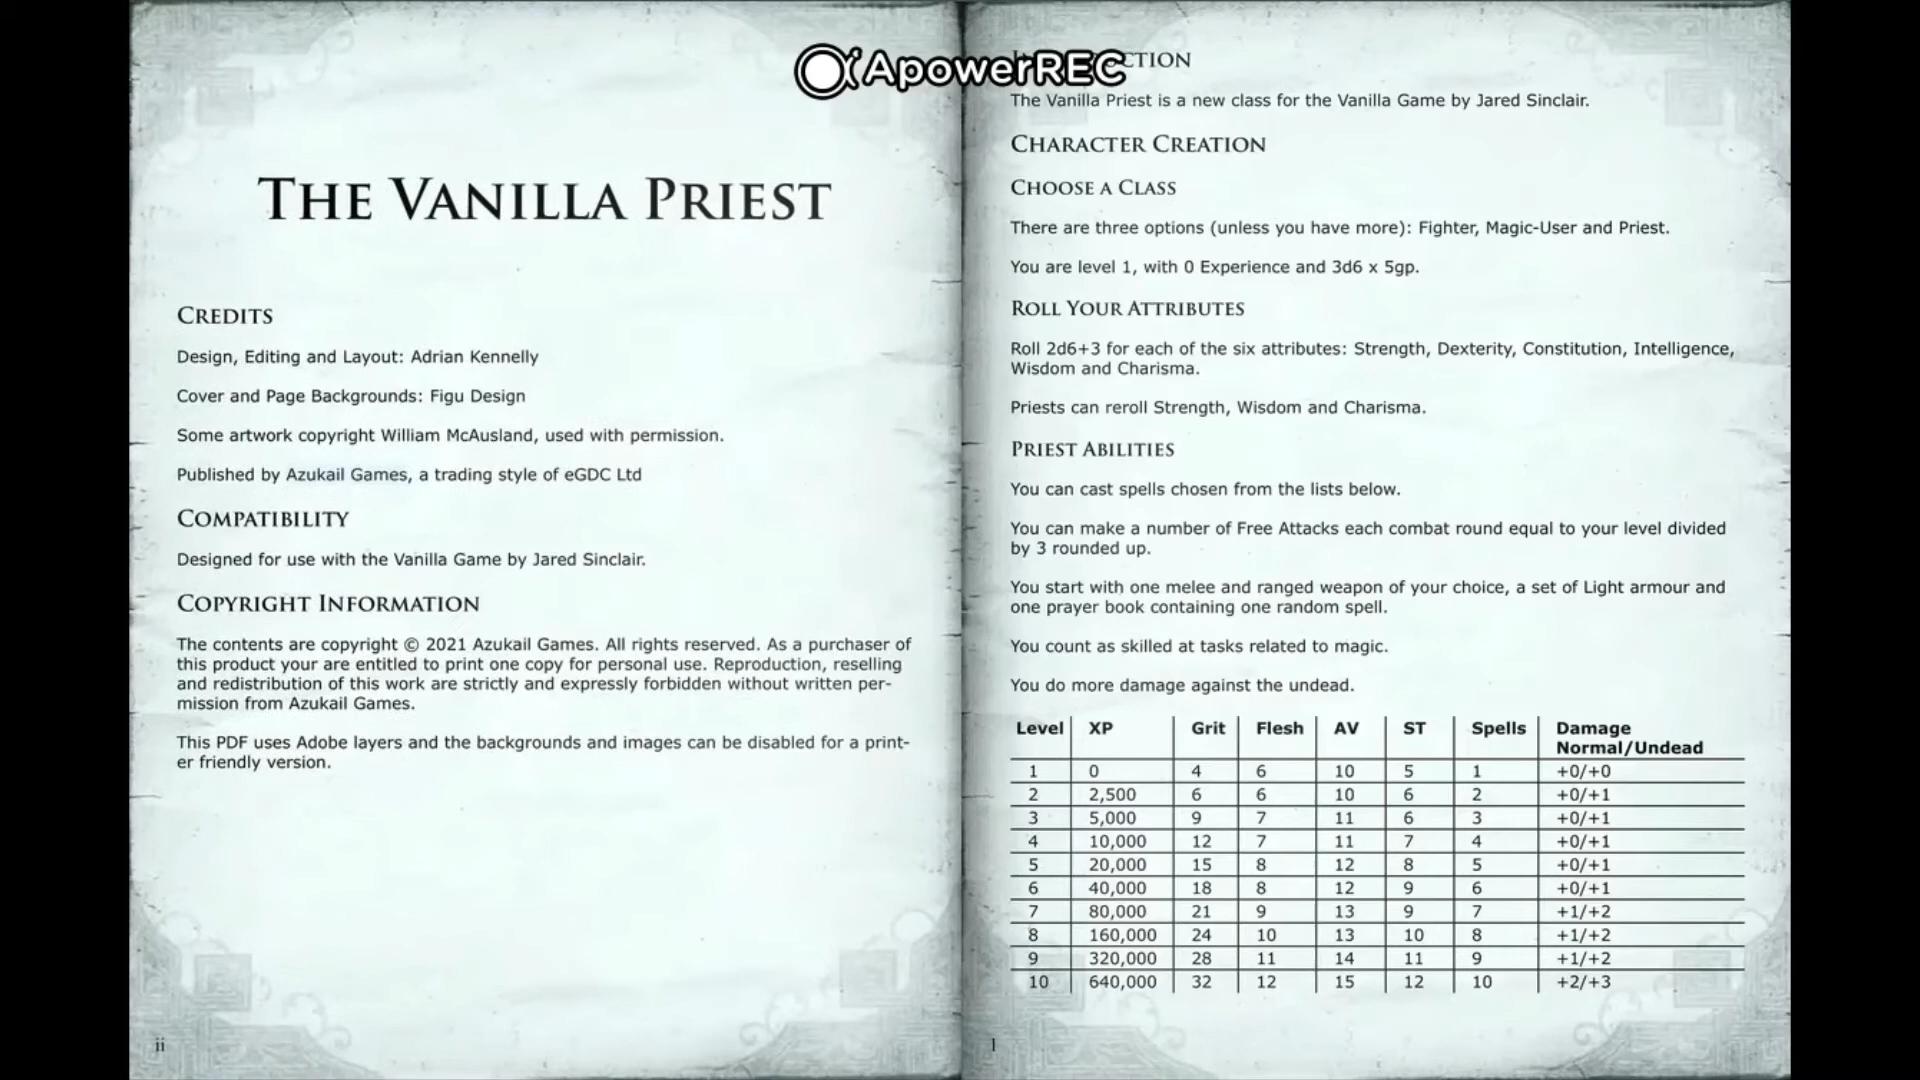 ApowerREC
THE VANILLA PRIEST
CREDITS
Design, Editing and Layout: Adrian Kennelly
Cover and Page Backgrounds: Figu Design
Some artwork copyright William McAusland, used with permission.
Published by Azukail Games, a trading style of eGDC Ltd
COMPATIBILITY
Designed for use with the Vanilla Game by Jared Sinclair.
COPYRIGHT INFORMATION
The contents are copyright © 2021 Azukail Games. All rights reserved. As a purchaser of
this product your are entitled to print one copy for personal use. Reproduction, reselling
and redistribution of this work are strictly and expressly forbidden without written per-
mission from Azukail Games.
This PDF uses Adobe layers and the backgrounds and images can be disabled for a print-
er friendly version.
ii
The Vanilla Priest is a new class for the Vanilla Game by Jared Sinclair.
CHARACTER CREATION
CHOOSE A CLASS
There are three options (unless you have more): Fighter, Magic-User and Priest.
You are level 1, with 0 Experience and 3d6 x 5gp.
ROLL YOUR ATTRIBUTES
Roll 2d6+3 for each of the six attributes: Strength, Dexterity, Constitution, Intelligence,
Wisdom and Charisma.
Priests can reroll Strength, Wisdom and Charisma.
PRIEST ABILITIES
You can cast spells chosen from the lists below.
You can make a number of Free Attacks each combat round equal to your level divided
by 3 rounded up.
You start with one melee and ranged weapon of your choice, a set of Light armour and
one prayer book containing one random spell.
You count as skilled at tasks related to magic.
You do more damage against the undead.
Level XP Grit Flesh AV ST Spells Damage
Normal/Undead
1 0 4 6 10 5 1 +0/+0
2 2,500 6 6 10 6 2 +0/+1
3 5,000 9 7 11 6 3 +0/+1
4 10,000 12 7 11 7 4 +0/+1
5 20,000 15 8 12 8 5 +0/+1
6 40,000 18 8 12 9 6 +0/+1
7 80,000 21 9 13 9 7 +1/+2
8 160,000 24 10 13 10 8 +1/+2
9 320,000 28 11 14 11 9 +1/+2
10 640,000 32 12 15 12 10 +2/+3
1